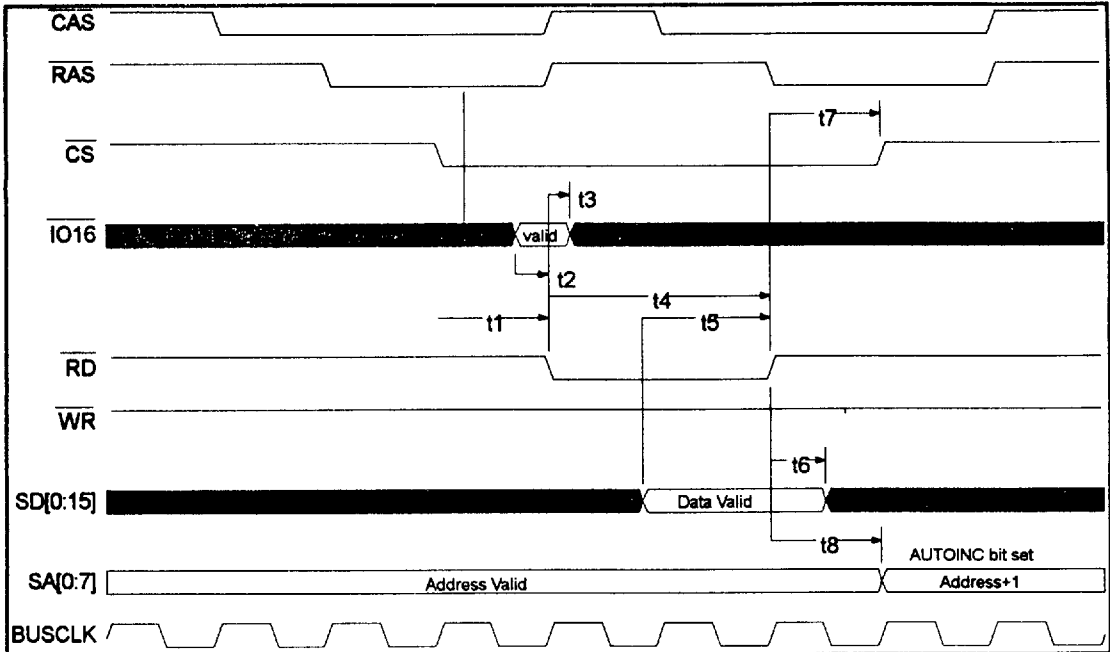 CAS
RAS
t7
CS
t3
IO16
valid
t2
t4
t1
t5
RD
WR
t6
SD[0:15]
Data Valid
t8
AUTOINC bit set
SA[0:7]
Address Valid
Address+1
BUSCLK